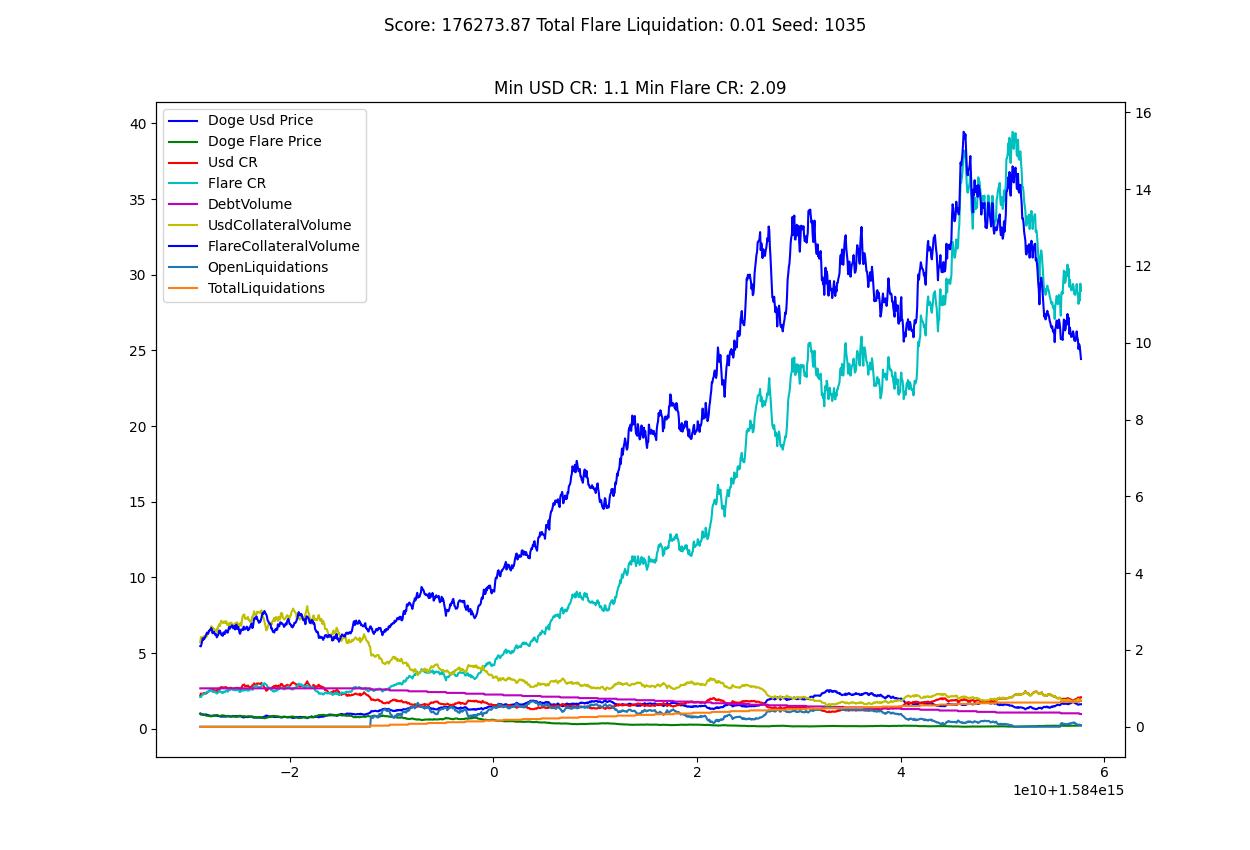 Score: 176273.87 Total Flare Liquidation: 0.01 Seed: 1035
Min USD CR: 1.1 Min Flare CR: 2.09
Doge Usd Price
Doge Flare Price
Usd CR
Flare CR
DebtVolume
UsdCollateralVolume
FlareCollateralVolume
OpenLiquidations
TotalLiquidations
40
35
30
25
20
15
10
5
0
16
14
12
10
8
6
4
2
0
−2
0
2
4
6
1e10+1.584e15